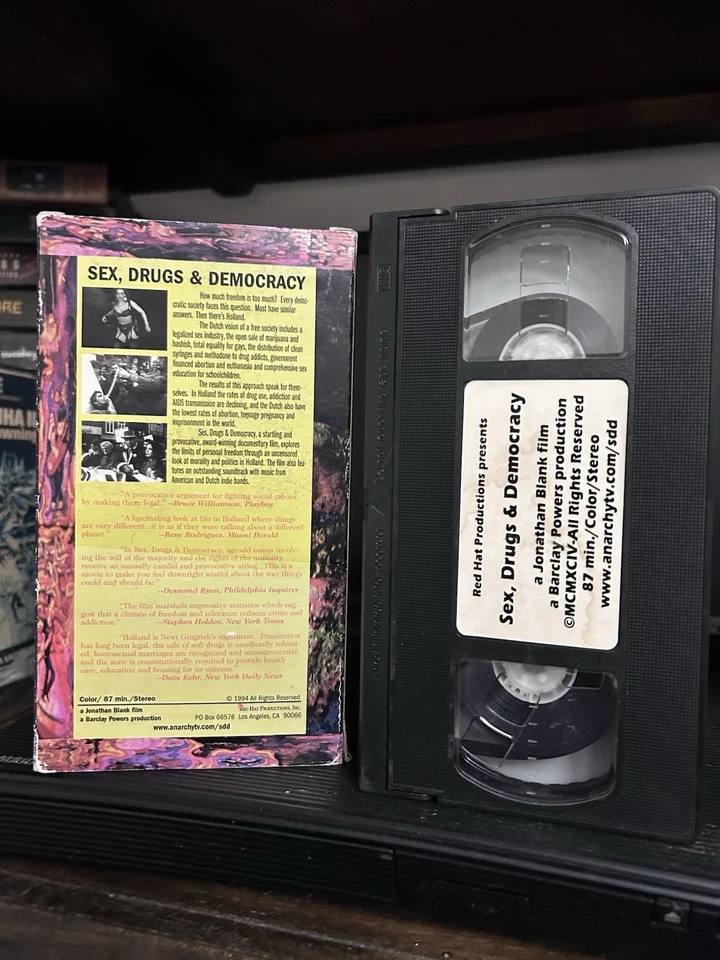 SEX, DRUGS & DEMOCRACY
How much freedom is too much? Every demo-
cratic society faces this question. Most have similar
answers. Then there's Holland.
The Dutch vision of a free society includes a
legalized sex industry, the open sale of marijuana and
hashish, total equality for gays, the distribution of clean
syringes and methadone to drug addicts, government
financed abortion and euthanasia and comprehensive sex
education for schoolchildren.
The results of this approach speak for them-
selves. In Holland the rates of drug use, addiction and
AIDS transmission are declining, and the Dutch also have
the lowest rates of abortion, teenage pregnancy and
imprisonment in the world.
Sex, Drugs & Democracy, a startling and
provocative, award-winning documentary film, explores
the limits of personal freedom through an uncensored
look at morality and politics in Holland. The film also fea-
tures an outstanding soundtrack with music from
American and Dutch indie bands.
"A provocative argument for fighting social taboos
by making them legal." --Bruce Williamson, Playboy
"A fascinating look at life in Holland where things
are very different...it is as if they were talking about a different
planet." --Rene Rodriguez, Miami Herald
"In Sex, Drugs & Democracy, age-old issues involv-
ing the will of the majority and the rights of the minority
receive an unusually candid and provocative airing...This is a
movie to make you feel downright wistful about the way things
could and should be."
--Desmond Ryan, Phildelphia Inquirer
"The film marshals impressive statistics which sug-
gest that a climate of freedom and tolerance reduces crime and
addiction." --Stephen Holden, New York Times
"Holland is Newt Gingrich's nightmare. Prostitution
has long been legal, the sale of soft drugs is unofficially tolerat-
ed, homosexual marriages are recognized and uncontroversial;
and the state is constitutionally required to provide health
care, education and housing for its citizens."
--Dave Kehr, New York Daily News
Color/ 87 min./Stereo
© 1994 All Rights Reserved
a Jonathan Blank film
RED HAT PRODUCTIONS, INC.
a Barclay Powers production
PO Box 66576 Los Angeles, CA 90066
www.anarchytv.com/sdd
Red Hat Productions presents
Sex, Drugs & Democracy
a Jonathan Blank film
a Barclay Powers production
©MCMXCIV-All Rights Reserved
87 min./Color/Stereo
www.anarchytv.com/sdd